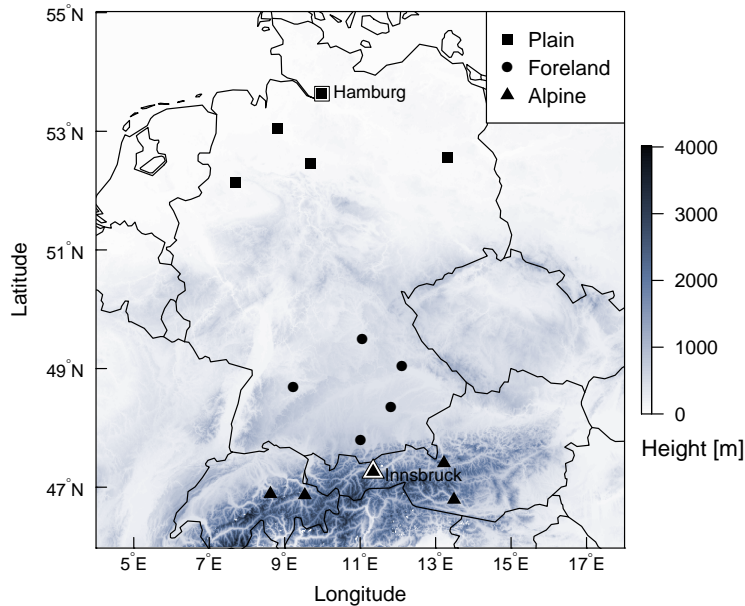 55°N
53°N
51°N
49°N
47°N
Latitude
Plain
Foreland
Alpine
Hamburg
Innsbruck
4000
3000
2000
1000
0
Height [m]
5°E
7°E
9°E
11°E
13°E
15°E
17°E
Longitude